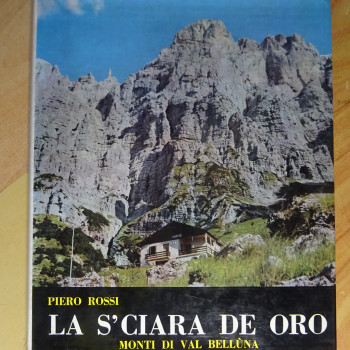 PIERO ROSSI
LA S'CIARA DE ORO
MONTI DI VAL BELLÙNA